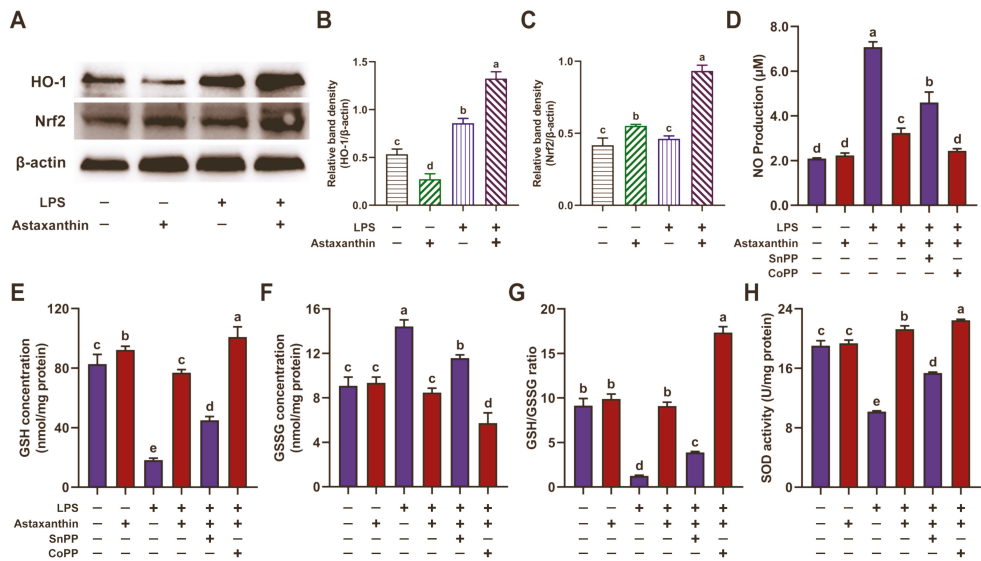 A
HO-1
Nrf2
β-actin
LPS − − + +
Astaxanthin − + − +
B
Relative band density
(HO-1/β-actin)
1.5
1.0
0.5
0.0
c
d
b
a
LPS − − + +
Astaxanthin − + − +
C
Relative band density
(Nrf2/β-actin)
1.0
0.5
0.0
c
b
c
a
− − + +
− + − +
D
NO Production (μM)
8.0
6.0
4.0
2.0
0.0
d
d
a
c
b
d
LPS − − + + + +
Astaxanthin − + − + + +
SnPP − − − − + −
CoPP − − − − − +
E
GSH concentration
(nmol/mg protein)
120
80
40
0
c
b
e
c
d
a
LPS − − + + + +
Astaxanthin − + − + + +
SnPP − − − − + −
CoPP − − − − − +
F
GSSG concentration
(nmol/mg protein)
16
12
8
4
0
c
c
a
c
b
d
− − + + + +
− + − + + +
− − − − + −
− − − − − +
G
GSH/GSSG ratio
20
15
10
5
0
b
b
d
b
c
a
− − + + + +
− + − + + +
− − − − + −
− − − − − +
H
SOD activity (U/mg protein)
24
16
8
0
c
c
e
b
d
a
− − + + + +
− + − + + +
− − − − + −
− − − − − +